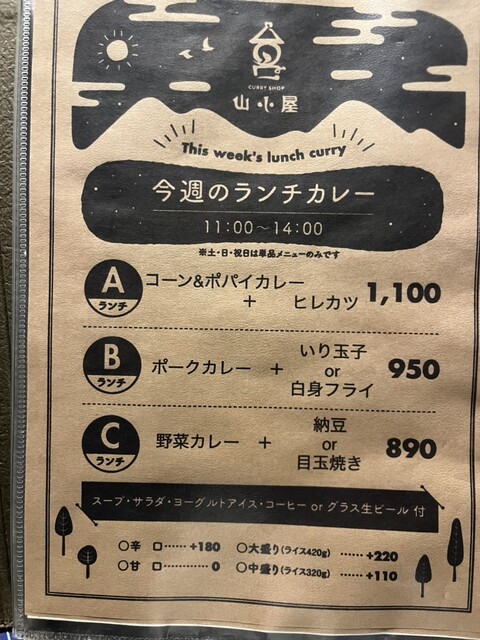 CURRY SHOP
山小屋
This week's lunch curry
今週のランチカレー
11:00～14:00
※土・日・祝日は単品メニューのみです
A ランチ
コーン&ポパイカレー
+ ヒレカツ 1,100
B ランチ
ポークカレー + いり玉子 or 白身フライ 950
C ランチ
野菜カレー + 納豆 or 目玉焼き 890
スープ・サラダ・ヨーグルトアイス・コーヒー or グラス生ビール 付
○辛 口……+180 ○大盛り(ライス420g) ……+220
○甘 口…………0 ○中盛り(ライス320g) ……+110